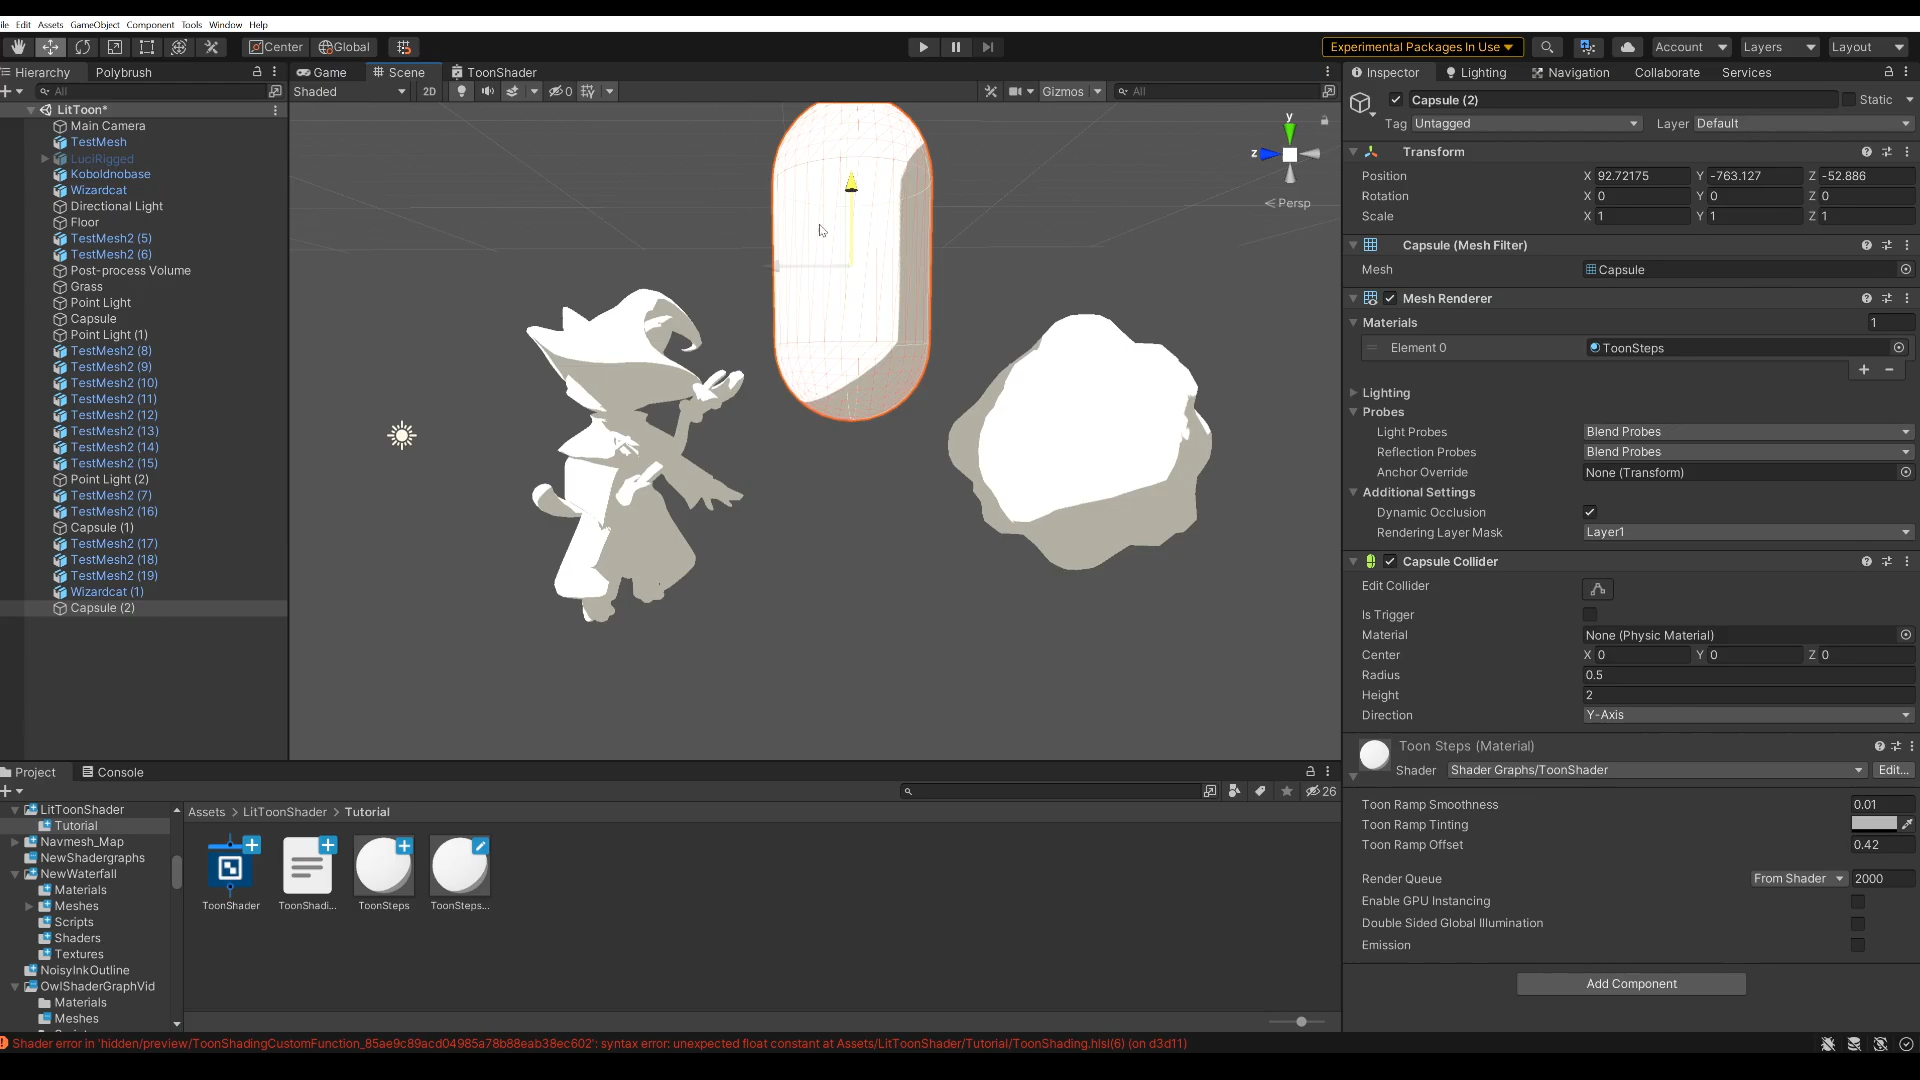 ile Edit Assets GameObject Component Tools Window Help
Center Global
Experimental Packages In Use Account Layers Layout
Hierarchy Polybrush
All
LitToon*
Main Camera
TestMesh
LuciRigged
Koboldnobase
Wizardcat
Directional Light
Floor
TestMesh2 (5)
TestMesh2 (6)
Post-process Volume
Grass
Point Light
Capsule
Point Light (1)
TestMesh2 (8)
TestMesh2 (9)
TestMesh2 (10)
TestMesh2 (11)
TestMesh2 (12)
TestMesh2 (13)
TestMesh2 (14)
TestMesh2 (15)
Point Light (2)
TestMesh2 (7)
TestMesh2 (16)
Capsule (1)
TestMesh2 (17)
TestMesh2 (18)
TestMesh2 (19)
Wizardcat (1)
Capsule (2)
Game Scene ToonShader
Shaded 2D 0 Gizmos All
y
z
Persp
Inspector Lighting Navigation Collaborate Services
Capsule (2) Static
Tag Untagged Layer Default
Transform
Position X 92.72175 Y -763.127 Z -52.886
Rotation X 0 Y 0 Z 0
Scale X 1 Y 1 Z 1
Capsule (Mesh Filter)
Mesh Capsule
Mesh Renderer
Materials 1
Element 0 ToonSteps
Lighting
Probes
Light Probes Blend Probes
Reflection Probes Blend Probes
Anchor Override None (Transform)
Additional Settings
Dynamic Occlusion
Rendering Layer Mask Layer1
Capsule Collider
Edit Collider
Is Trigger
Material None (Physic Material)
Center X 0 Y 0 Z 0
Radius 0.5
Height 2
Direction Y-Axis
Toon Steps (Material)
Shader Shader Graphs/ToonShader Edit...
Toon Ramp Smoothness 0.01
Toon Ramp Tinting
Toon Ramp Offset 0.42
Render Queue From Shader 2000
Enable GPU Instancing
Double Sided Global Illumination
Emission
Add Component
Project Console
26
LitToonShader
Tutorial
Navmesh_Map
NewShadergraphs
NewWaterfall
Materials
Meshes
Scripts
Shaders
Textures
NoisyInkOutline
OwlShaderGraphVid
Materials
Meshes
Assets > LitToonShader > Tutorial
ToonShader ToonShadi... ToonSteps ToonSteps...
Shader error in 'hidden/preview/ToonShadingCustomFunction_85ae9c89acd04985a78b88eab38ec602': syntax error: unexpected float constant at Assets/LitToonShader/Tutorial/ToonShading.hlsl(6) (on d3d11)